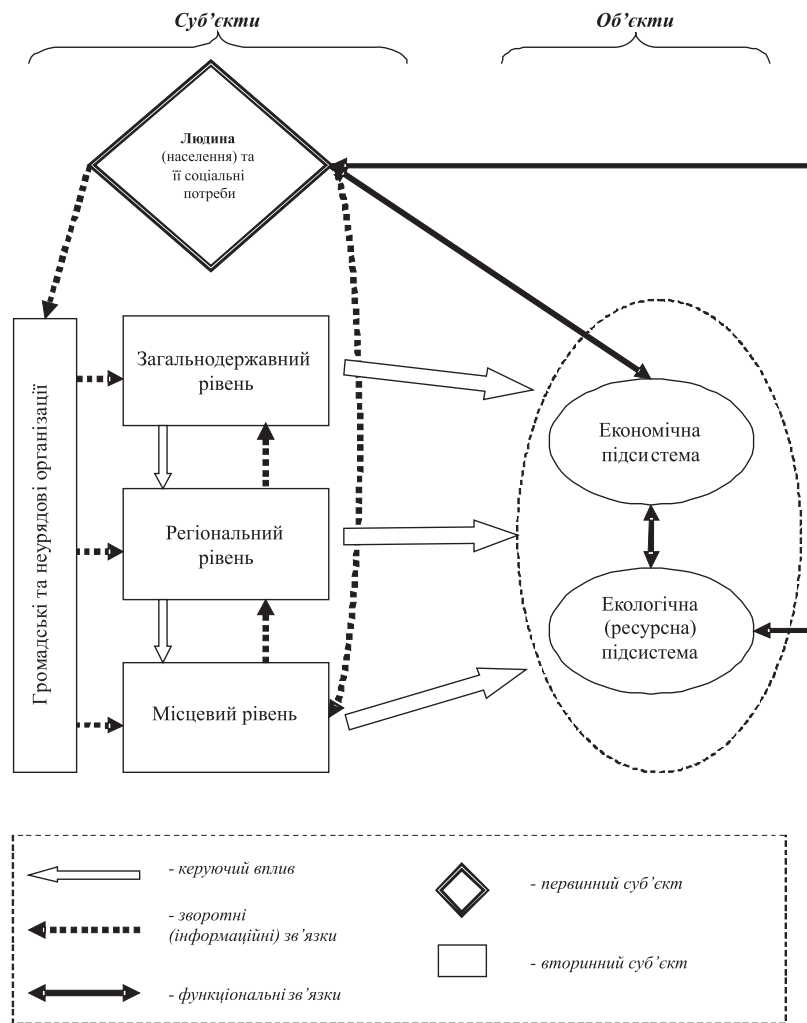 Суб’єкти
Об’єкти
Людина
(населення) та
її соціальні
потреби
Громадські та неурядові організації
Загальнодержавний
рівень
Регіональний
рівень
Місцевий рівень
Економічна
підсистема
Екологічна
(ресурсна)
підсистема
- керуючий вплив
- зворотні
(інформаційні) зв’язки
- функціональні зв’язки
- первинний суб’єкт
- вторинний суб’єкт